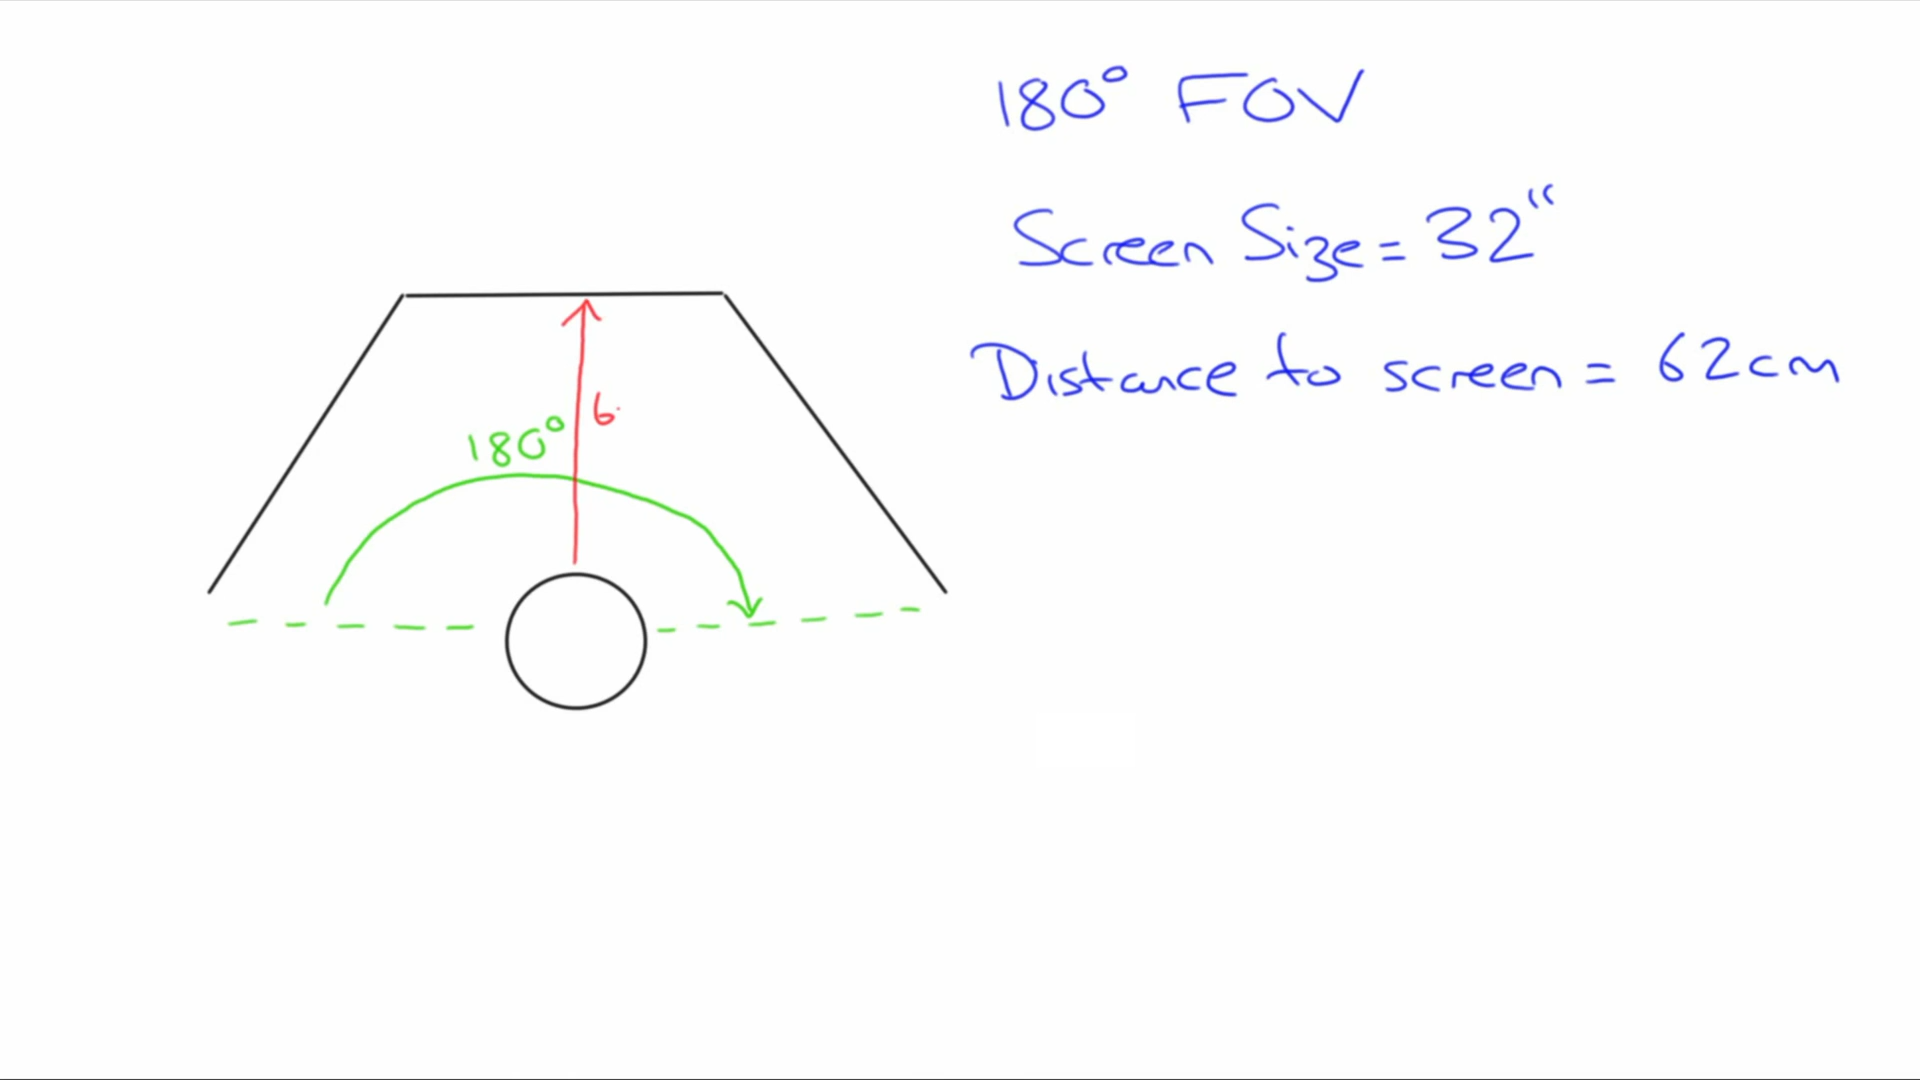 180° FOV
Screen Size = 32"
Distance to screen = 62cm
180°
6